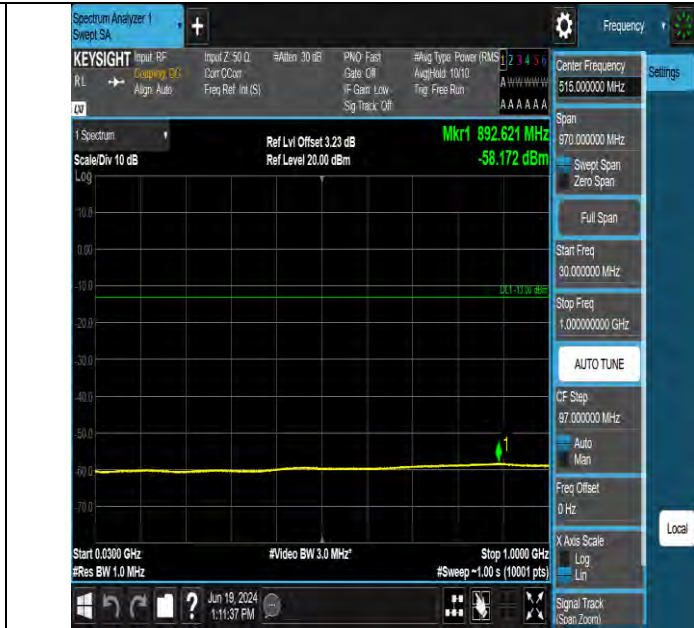 Spectrum Analyzer 1
Swept SA
+
Frequency
KEYSIGHT
RL
LXI
Input: RF
Coupling: DC
Align: Auto
Input Z: 50 Ω
Corr CCorr
Freq Ref: Int (S)
#Atten: 30 dB
PNO: Fast
Gate: Off
IF Gain: Low
Sig Track: Off
#Avg Type: Power (RMS
Avg|Hold: 10/10
Trig: Free Run
1 2 3 4 5 6
A W W W W W
A A A A A A
1 Spectrum
Scale/Div 10 dB
Log
Ref Lvl Offset 3.23 dB
Ref Level 20.00 dBm
Mkr1 892.621 MHz
-58.172 dBm
10.0
0.00
-10.0
-20.0
-30.0
-40.0
-50.0
-60.0
-70.0
DL1 -13.00 dBm
1
Start 0.0300 GHz
#Res BW 1.0 MHz
#Video BW 3.0 MHz*
Stop 1.0000 GHz
#Sweep ~1.00 s (10001 pts)
Jun 19, 2024
1:11:37 PM
Center Frequency
515.000000 MHz
Settings
Span
970.000000 MHz
Swept Span
Zero Span
Full Span
Start Freq
30.000000 MHz
Stop Freq
1.000000000 GHz
AUTO TUNE
CF Step
97.000000 MHz
Auto
Man
Freq Offset
0 Hz
X Axis Scale
Log
Lin
Local
Signal Track
(Span Zoom)